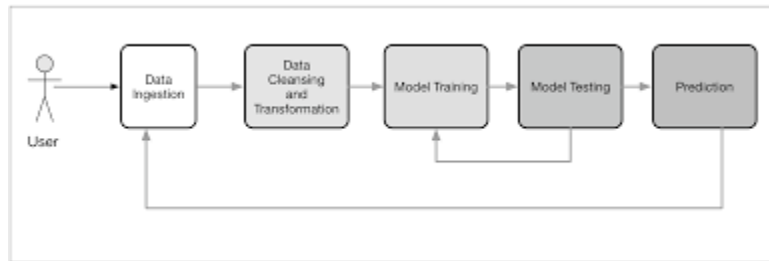 User
Data
Ingestion
Data
Cleansing
and
Transformation
Model Training
Model Testing
Prediction